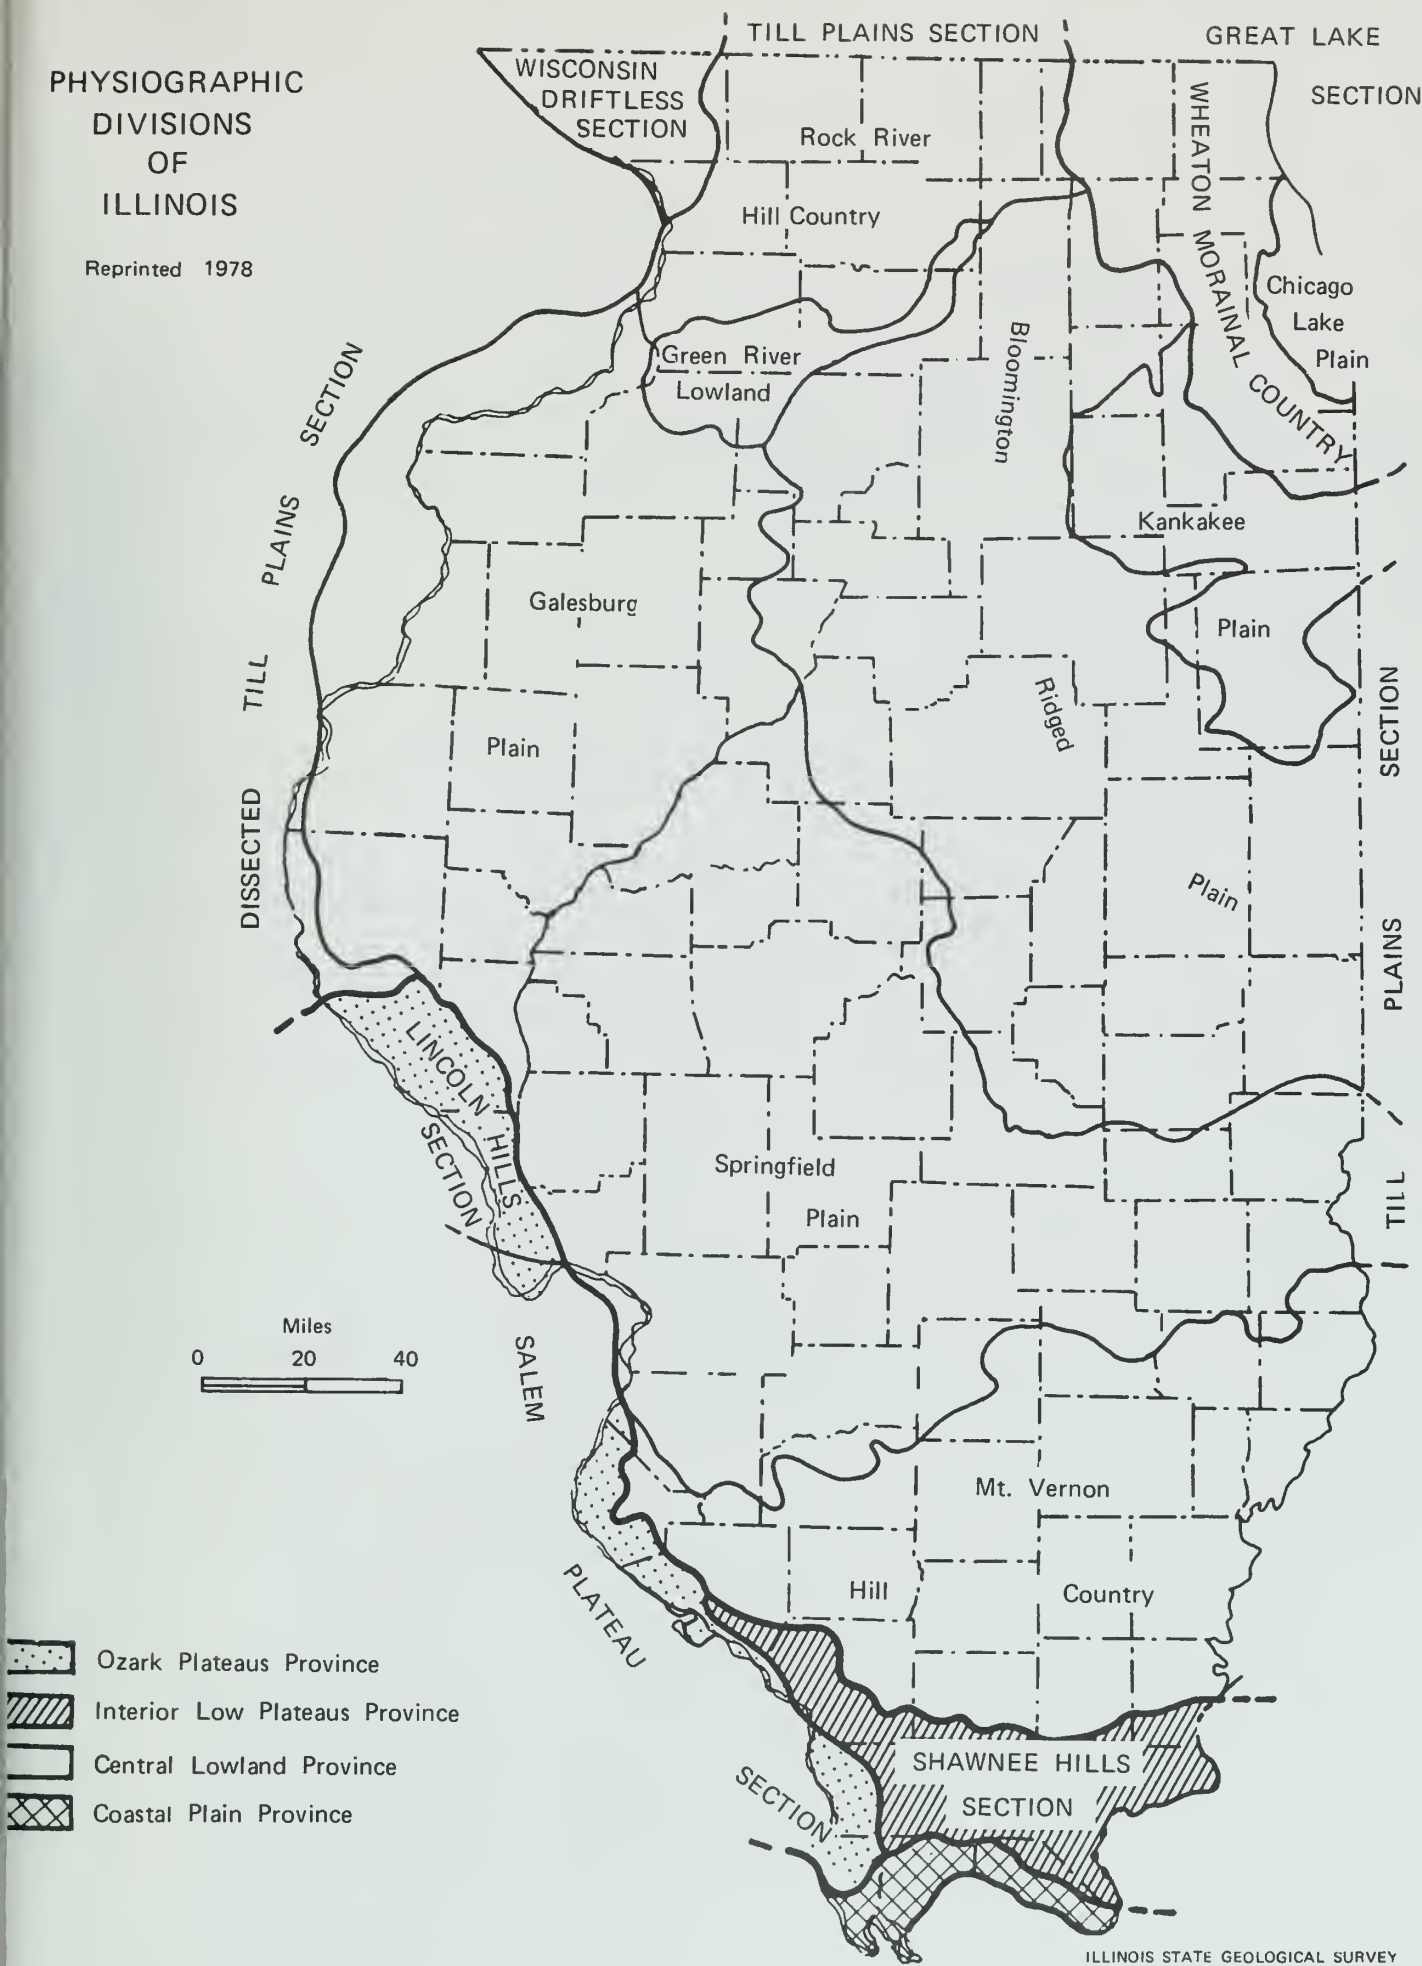 TILL PLAINS SECTION
GREAT LAKE
SECTION
PHYSIOGRAPHIC
DIVISIONS
OF
ILLINOIS
Reprinted 1978
WISCONSIN
DRIFTLESS
SECTION
Rock River
Hill Country
WHEATON MORAINAL COUNTRY
Chicago
Lake
Plain
Green River
Lowland
Bloomington
Ridged
Plain
Kankakee
Plain
Galesburg
Plain
DISSECTED TILL PLAINS SECTION
TILL PLAINS SECTION
LINCOLN HILLS
SECTION
Springfield
Plain
Miles
0 20 40
SALEM
PLATEAU
SECTION
Mt. Vernon
Hill Country
SHAWNEE HILLS
SECTION
Ozark Plateaus Province
Interior Low Plateaus Province
Central Lowland Province
Coastal Plain Province
ILLINOIS STATE GEOLOGICAL SURVEY